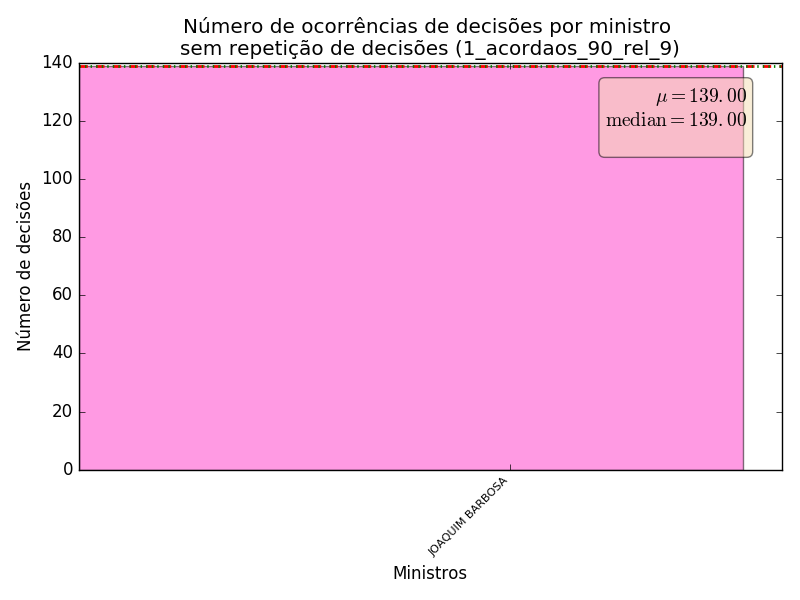 Número de ocorrências de decisões por ministro
sem repetição de decisões (1_acordaos_90_rel_9)
140
120
100
80
60
40
20
0
Número de decisões
μ = 139.00
median = 139.00
JOAQUIM BARBOSA
Ministros